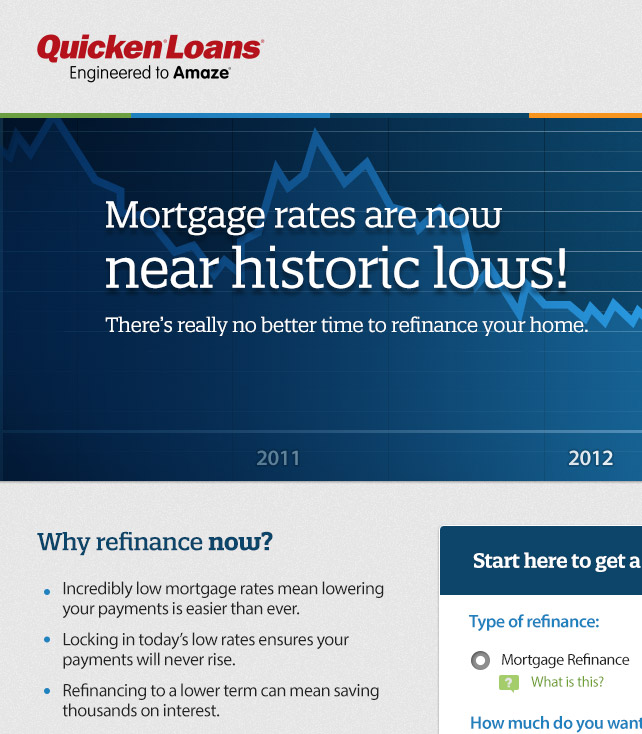 Quicken Loans
Engineered to Amaze
Mortgage rates are now
near historic lows!
There's really no better time to refinance your home.
2011
2012
Why refinance now?
Incredibly low mortgage rates mean lowering
your payments is easier than ever.
Locking in today's low rates ensures your
payments will never rise.
Refinancing to a lower term can mean saving
thousands on interest.
Start here to get a
Type of refinance:
Mortgage Refinance
?
What is this?
How much do you want